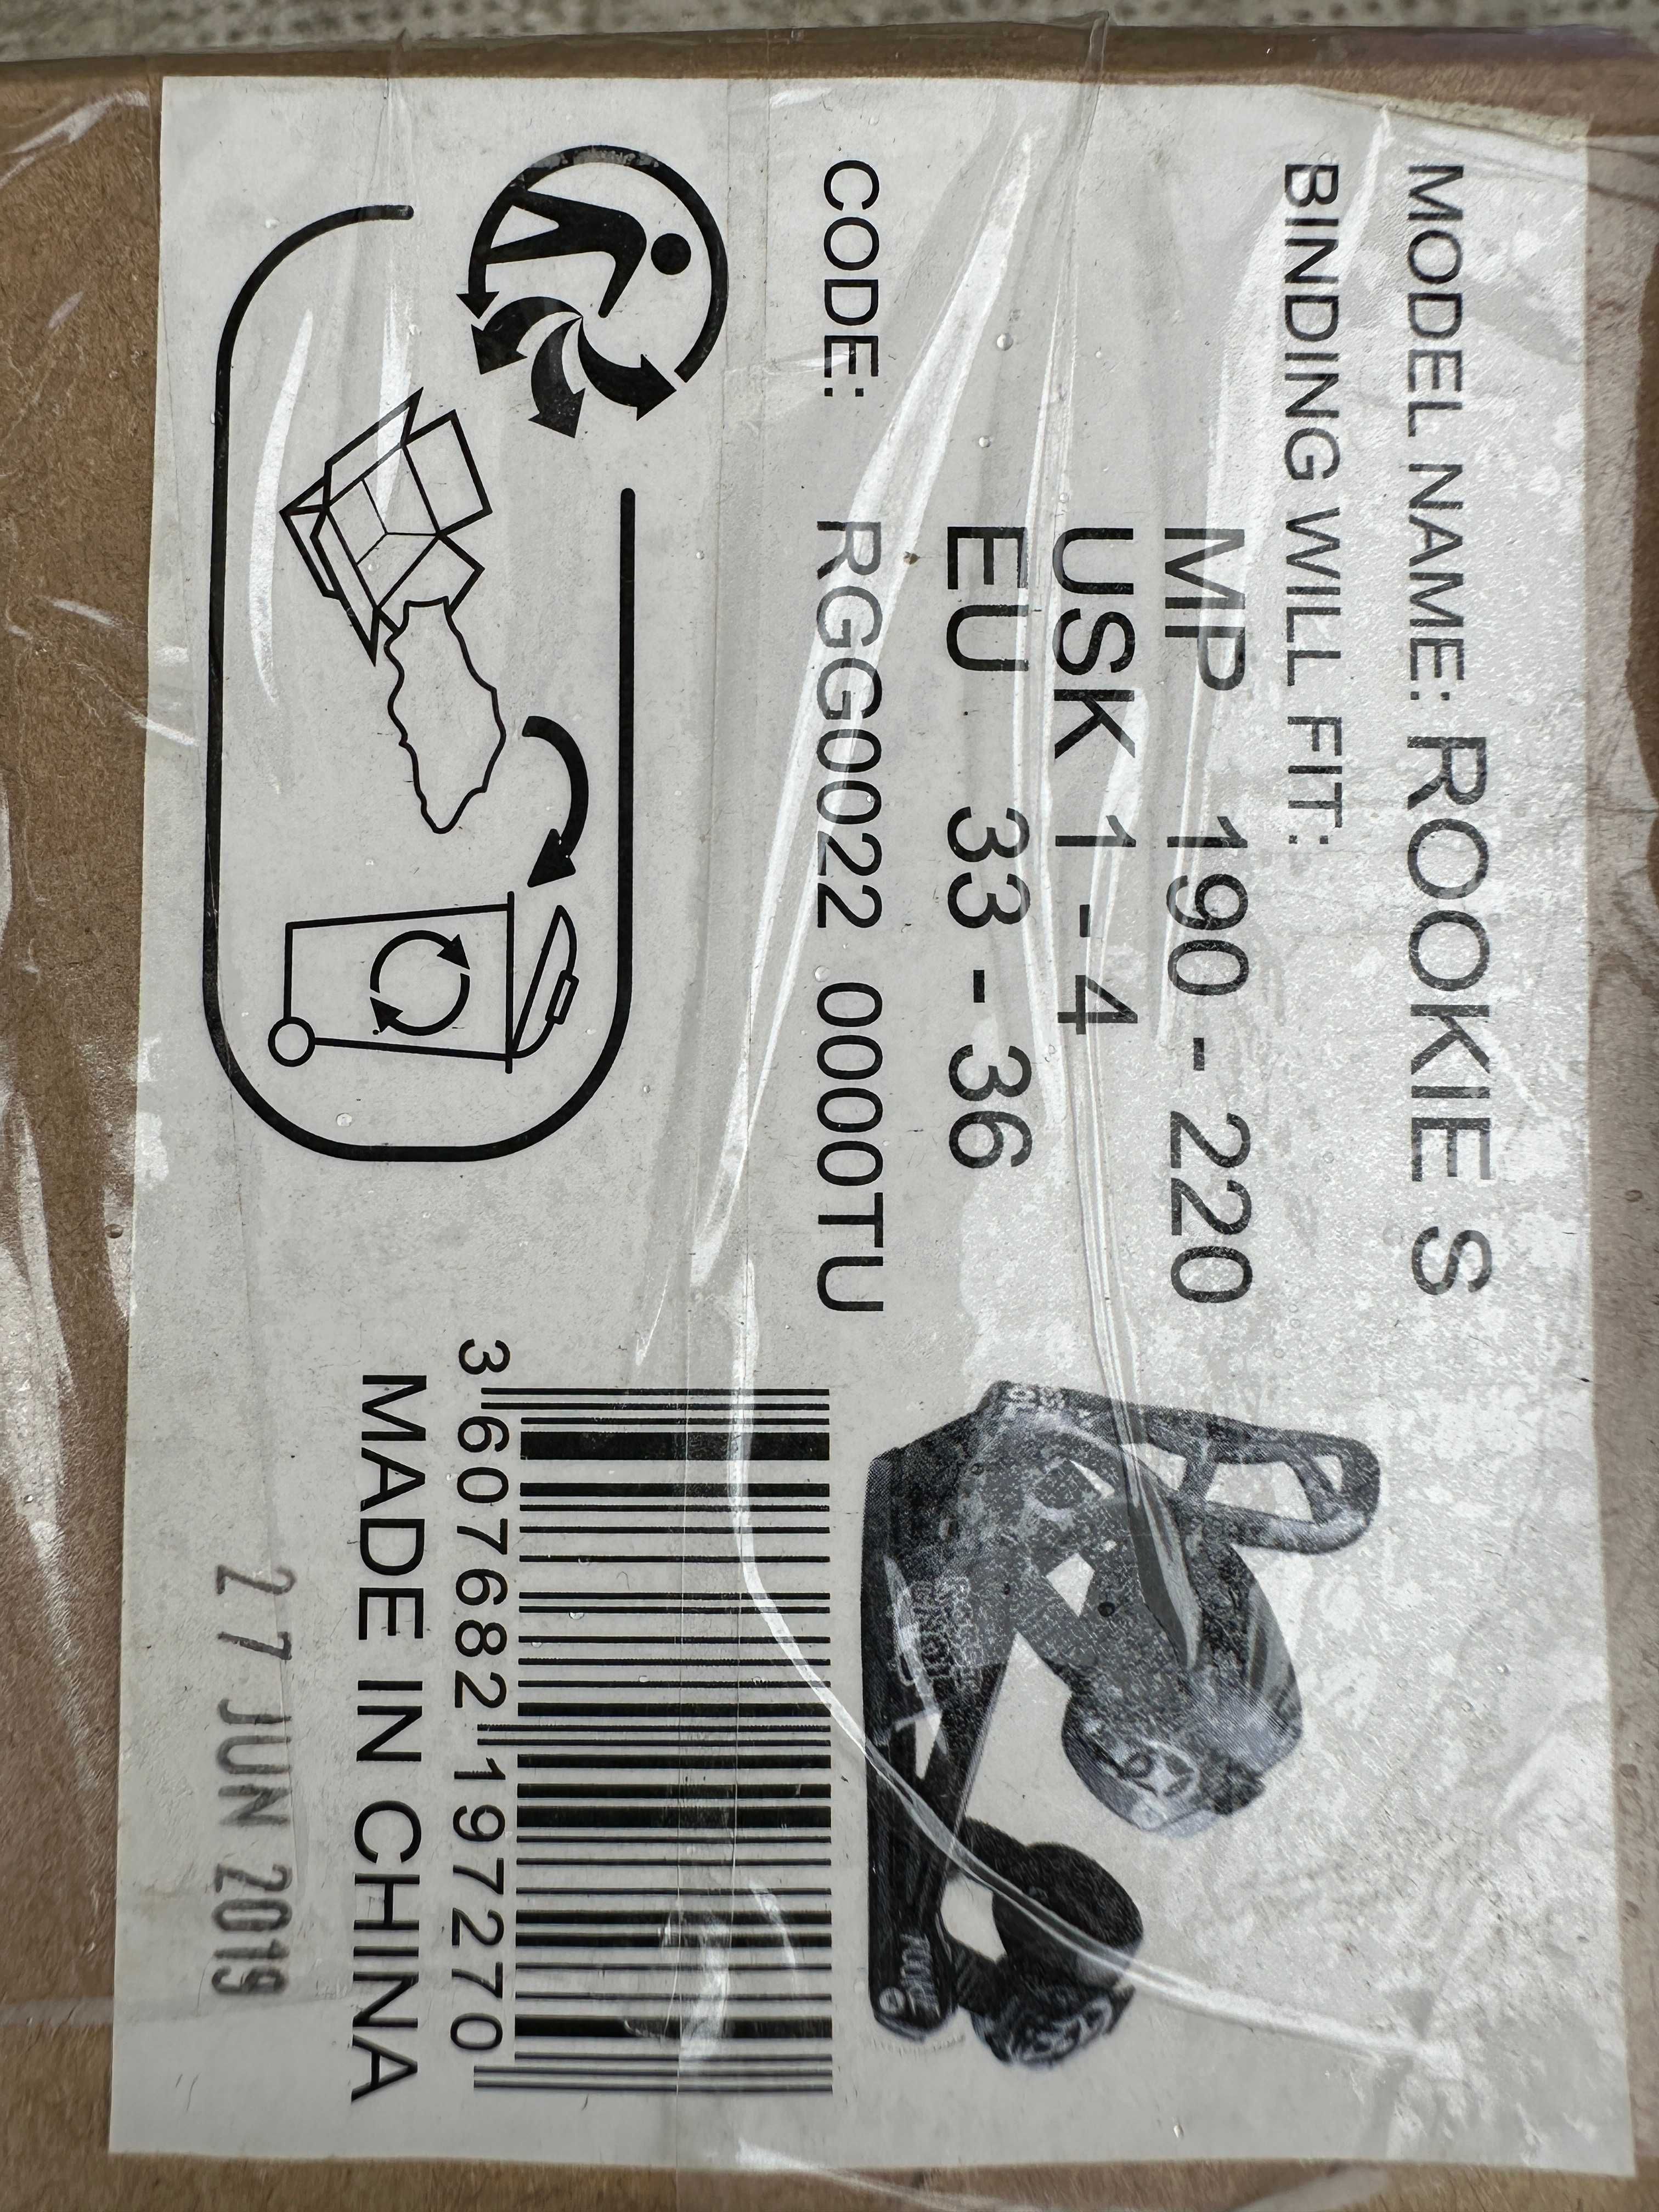 MODEL NAME: ROOKIE S
BINDING WILL FIT:
MP 190 - 220
USK 1 - 4
EU 33 - 36
CODE: RGG0022 0000TU
3 607682 197270
MADE IN CHINA
27 JUN 2019